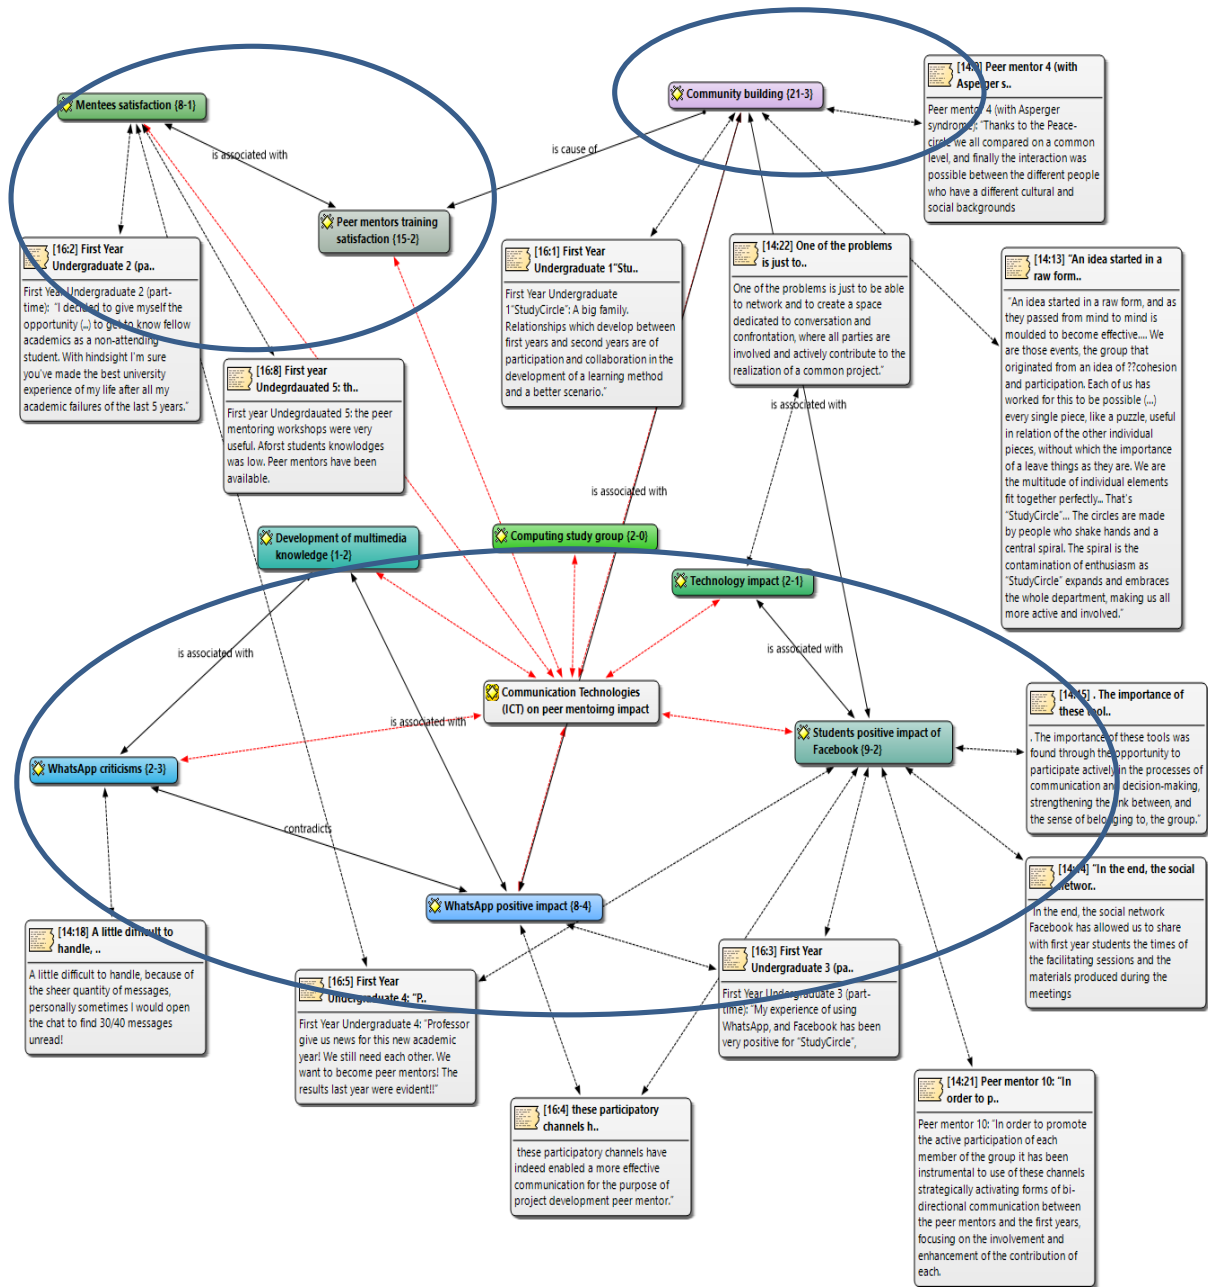 Mentees satisfaction {8-1}
Community building {21-3}
[14:9] Peer mentor 4 (with
Asperger s..
Peer mentor 4 (with Asperger
syndrome): "Thanks to the Peace-
circle we all compared on a common
level, and finally the interaction was
possible between the different people
who have a different cultural and
social backgrounds
is associated with
is cause of
Peer mentors training
satisfaction {15-2}
[16:2] First Year
Undergraduate 2 (pa..
First Year Undergraduate 2 (part-
time): "I decided to give myself the
opportunity (...) to get to know fellow
academics as a non-attending
student. With hindsight I'm sure
you've made the best university
experience of my life after all my
academic failures of the last 5 years."
[16:1] First Year
Undergraduate 1"Stu..
First Year Undergraduate
1"StudyCircle": A big family.
Relationships which develop between
first years and second years are of
participation and collaboration in the
development of a learning method
and a better scenario."
[14:22] One of the problems
is just to..
One of the problems is just to be able
to network and to create a space
dedicated to conversation and
confrontation, where all parties are
involved and actively contribute to the
realization of a common project."
[14:13] "An idea started in a
raw form..
"An idea started in a raw form, and as
they passed from mind to mind is
moulded to become effective.... We
are those events, the group that
originated from an idea of ??cohesion
and participation. Each of us has
worked for this to be possible (...)
every single piece, like a puzzle, useful
in relation of the other individual
pieces, without which the importance
of a leave things as they are. We are
the multitude of individual elements
fit together perfectly... That's
"StudyCircle"... The circles are made
by people who shake hands and a
central spiral. The spiral is the
contamination of enthusiasm as
"StudyCircle" expands and embraces
the whole department, making us all
more active and involved."
[16:8] First year
Undegrdauated 5: th..
First year Undegrdauated 5: the peer
mentoring workshops were very
useful. Aforst students knowlodges
was low. Peer mentors have been
available.
is associated with
is associated with
Development of multimedia
knowledge {1-2}
Computing study group {2-0}
Technology impact {2-1}
is associated with
is associated with
Communication Technologies
(ICT) on peer mentoirng impact
is associated with
Students positive impact of
Facebook {9-2}
[14:15] . The importance of
these tool..
. The importance of these tools was
found through the opportunity to
participate actively in the processes of
communication and decision-making,
strengthening the link between, and
the sense of belonging to, the group."
WhatsApp criticisms {2-3}
contradicts
WhatsApp positive impact {8-4}
[14:14] "In the end, the social
networ..
In the end, the social network
Facebook has allowed us to share
with first year students the times of
the facilitating sessions and the
materials produced during the
meetings
[14:18] A little difficult to
handle, ..
A little difficult to handle, because of
the sheer quantity of messages,
personally sometimes I would open
the chat to find 30/40 messages
unread!
[16:5] First Year
Undergraduate 4: "P..
First Year Undergraduate 4: "Professor
give us news for this new academic
year! We still need each other. We
want to become peer mentors! The
results last year were evident!!"
[16:3] First Year
Undergraduate 3 (pa..
First Year Undergraduate 3 (part-
time): "My experience of using
WhatsApp, and Facebook has been
very positive for "StudyCircle",
[16:4] these participatory
channels h..
these participatory channels have
indeed enabled a more effective
communication for the purpose of
project development peer mentor."
[14:21] Peer mentor 10: "In
order to p..
Peer mentor 10: "In order to promote
the active participation of each
member of the group it has been
instrumental to use of these channels
strategically activating forms of bi-
directional communication between
the peer mentors and the first years,
focusing on the involvement and
enhancement of the contribution of
each.